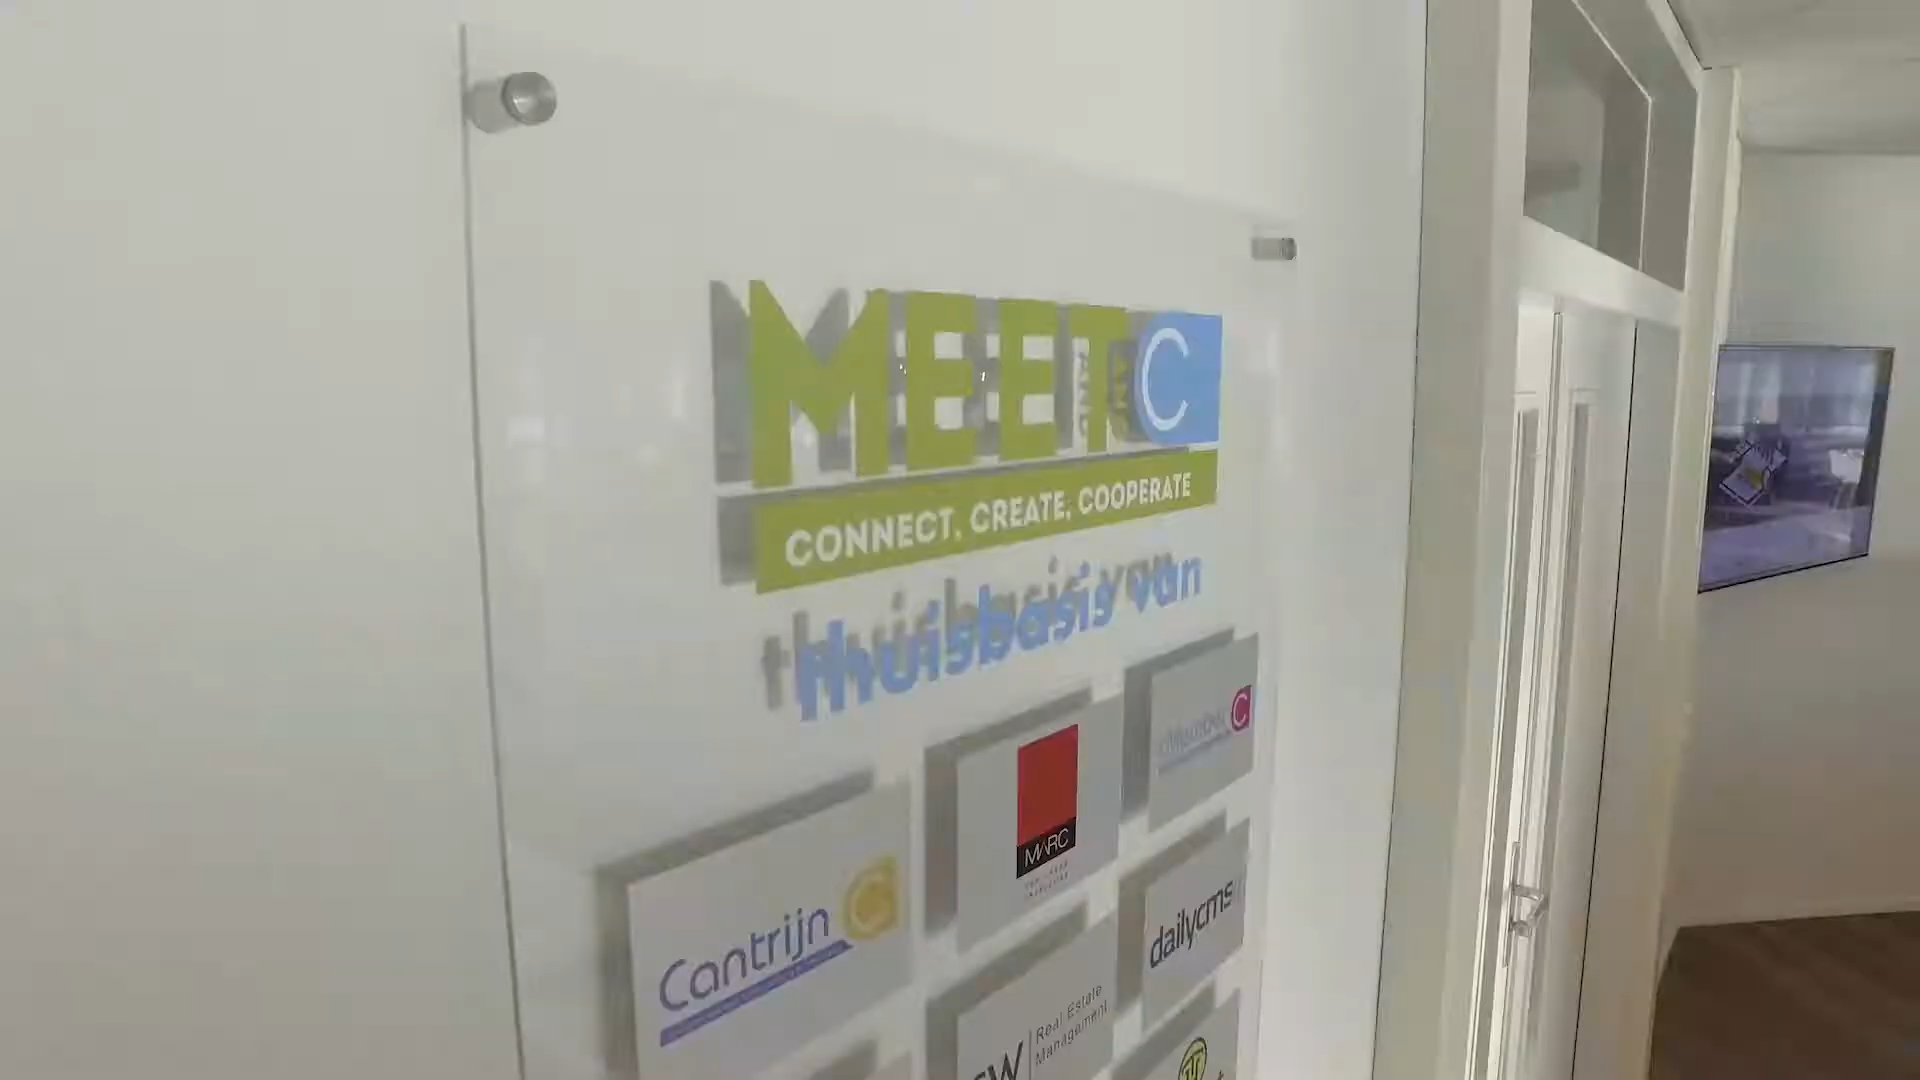 MEET AND C
CONNECT, CREATE, COOPERATE
thuisbasis van
Cantrijn C
MARC
C
dailycms
Real Estate
Management